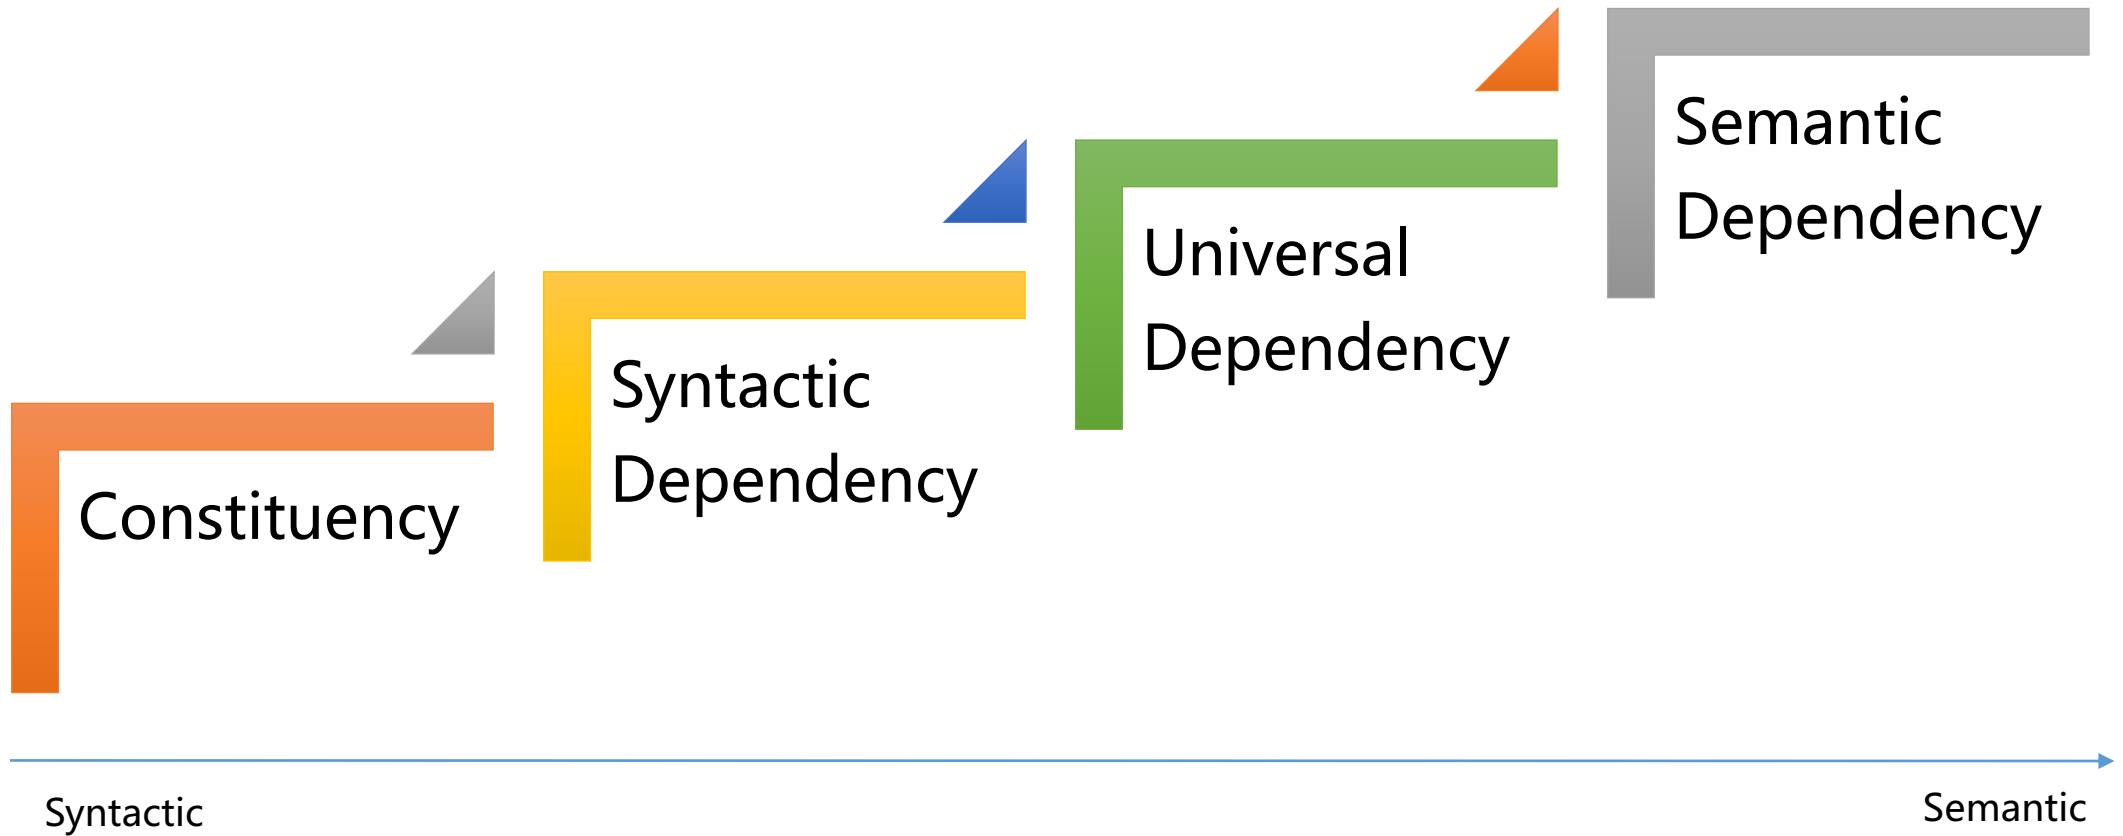 Constituency
Syntactic
Dependency
Universal
Dependency
Semantic
Dependency
Syntactic
Semantic